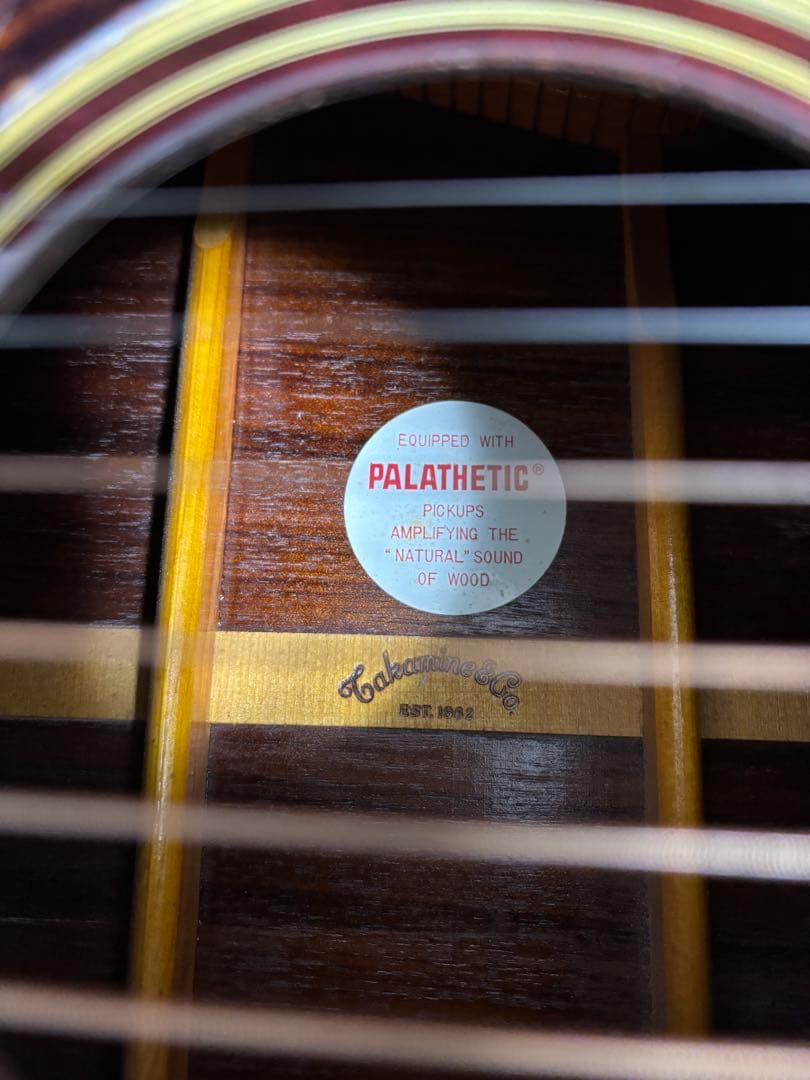 EQUIPPED WITH
PALATHETIC®
PICKUPS
AMPLIFYING THE
"NATURAL" SOUND
OF WOOD
Takamine & Co.
EST. 1962